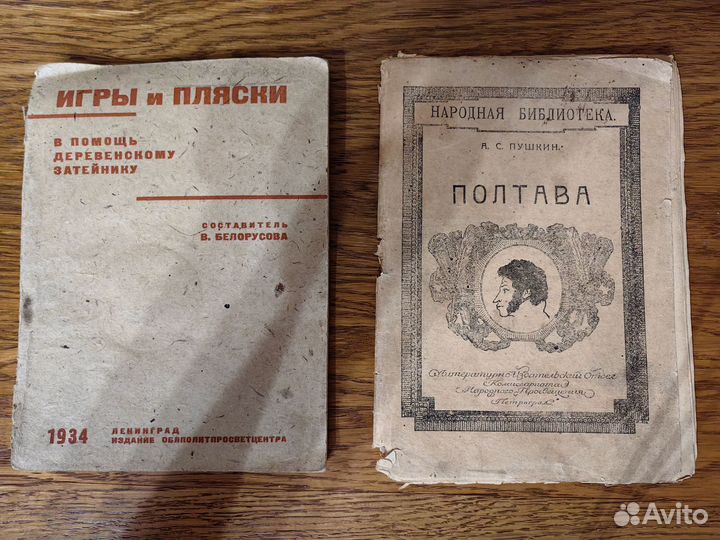 ИГРЫ и ПЛЯСКИ
В ПОМОЩЬ
ДЕРЕВЕНСКОМУ
ЗАТЕЙНИКУ
СОСТАВИТЕЛЬ
В. БЕЛОРУСОВА
1934
ЛЕНИНГРАД
ИЗДАНИЕ ОБЛПОЛИТПРОСВЕТЦЕНТРА
НАРОДНАЯ БИБЛИОТЕКА.
А. С. ПУШКИН.
ПОЛТАВА
Литературно-Издательский Отдел
Комиссариата
Народного Просвещения
Петроград
Avito